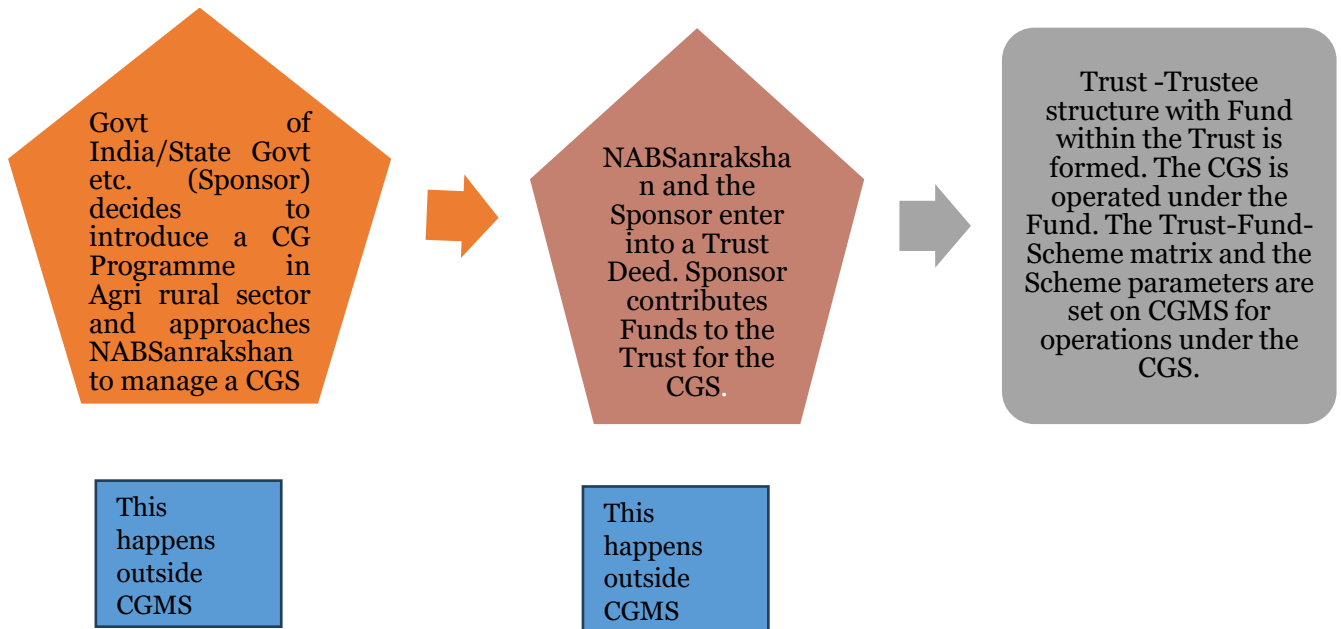 Govt of
India/State Govt
etc. (Sponsor)
decides to
introduce a CG
Programme in
Agri rural sector
and approaches
NABSanrakshan
to manage a CGS
NABSanraksha
n and the
Sponsor enter
into a Trust
Deed. Sponsor
contributes
Funds to the
Trust for the
CGS.
Trust -Trustee
structure with Fund
within the Trust is
formed. The CGS is
operated under the
Fund. The Trust-Fund-
Scheme matrix and the
Scheme parameters are
set on CGMS for
operations under the
CGS.
This
happens
outside
CGMS
This
happens
outside
CGMS